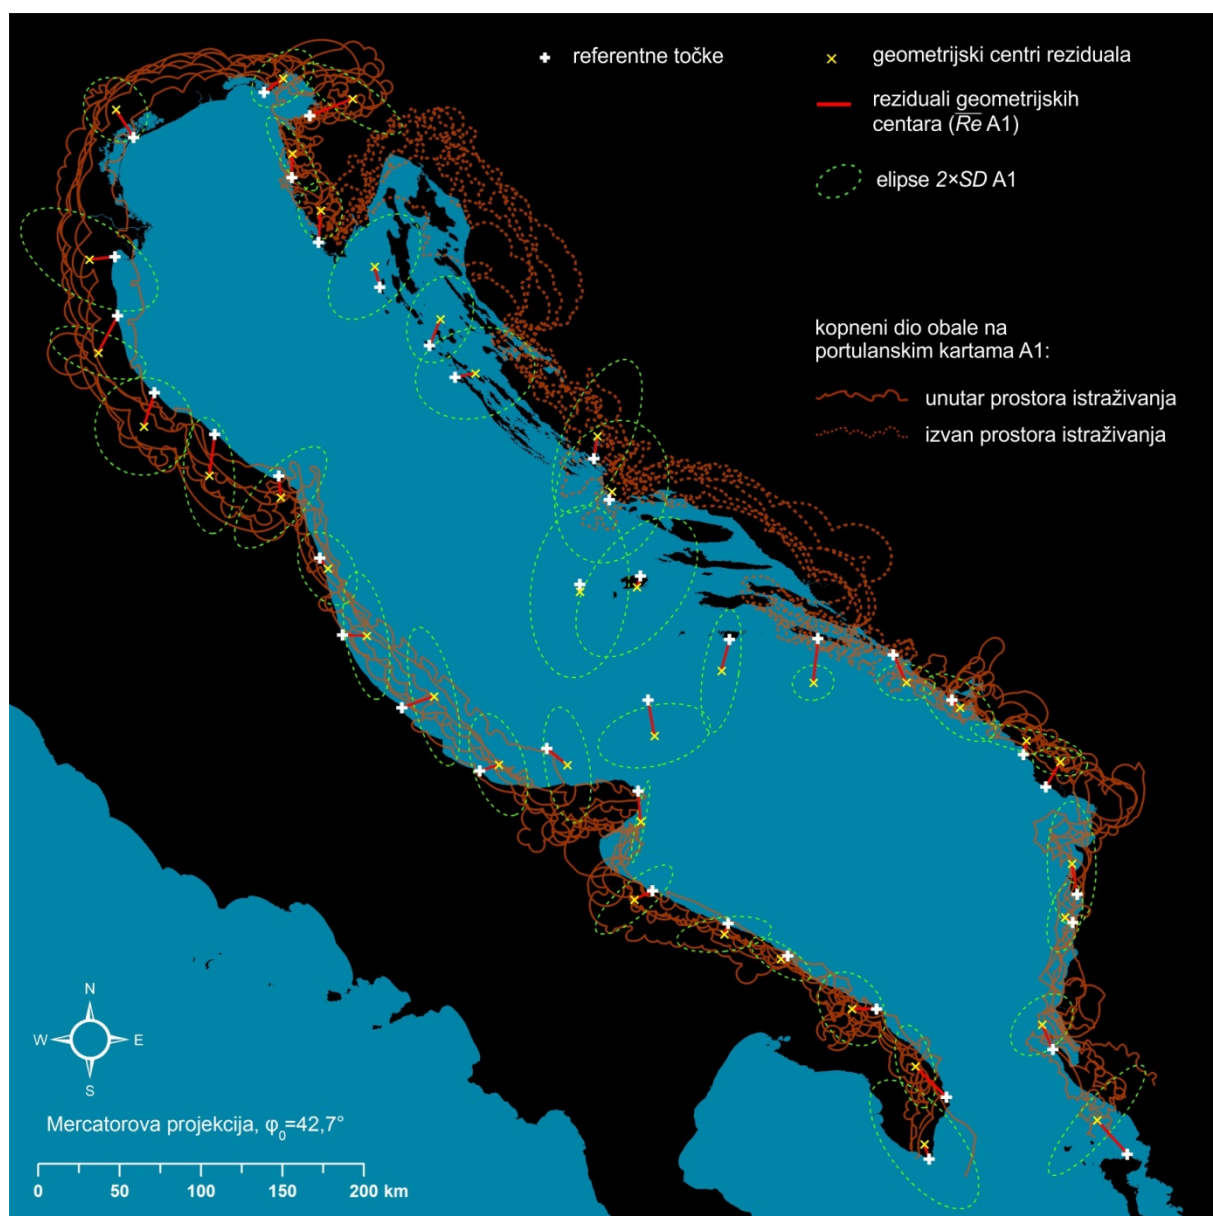 referentne točke
geometrijski centri reziduala
reziduali geometrijskih
centara (Re A1)
elipse 2×SD A1
kopneni dio obale na
portulanskim kartama A1:
unutar prostora istraživanja
izvan prostora istraživanja
N
W E
S
Mercatorova projekcija, φ₀=42,7°
0 50 100 150 200 km